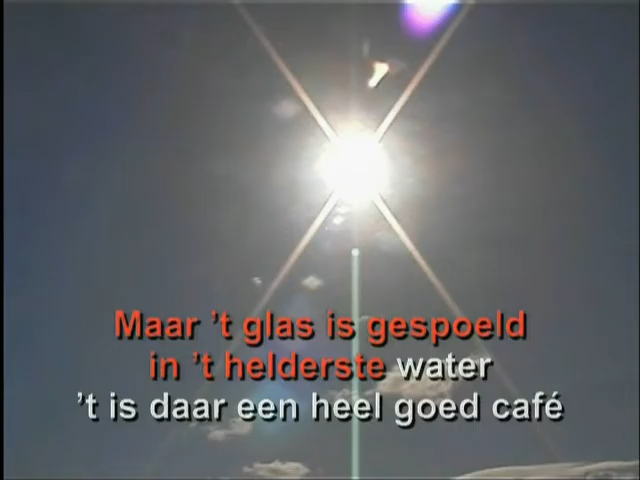 Maar ’t glas is gespoeld
in ’t helderste water
’t is daar een heel goed café